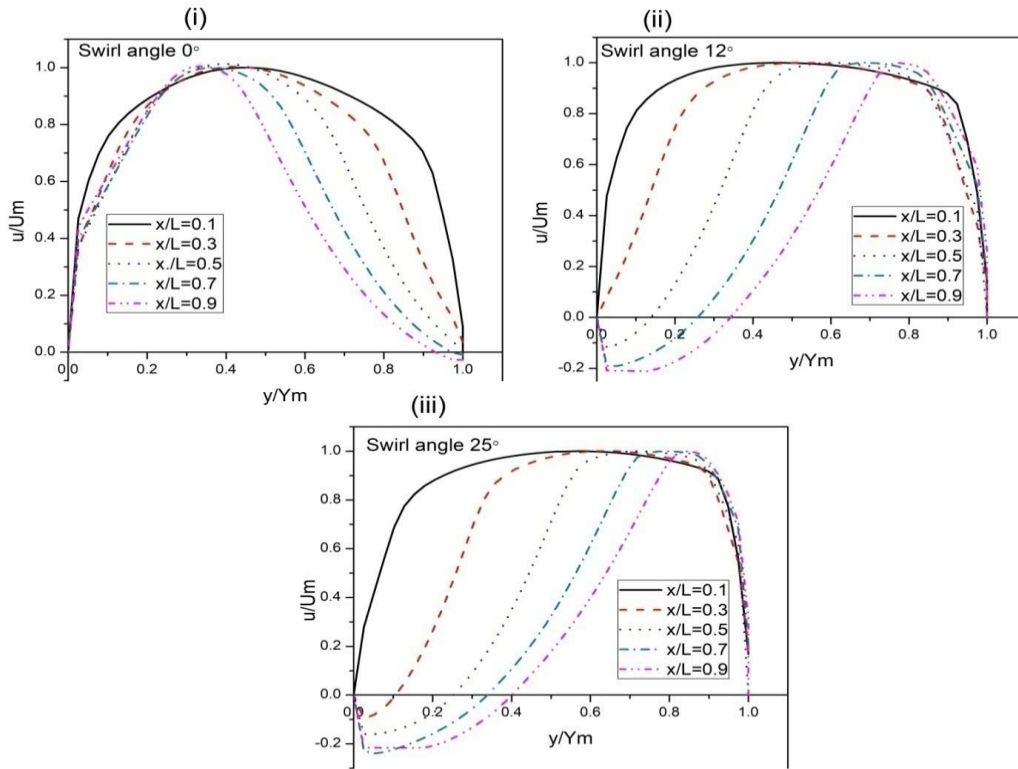 (i)
Swirl angle 0°
1.0
0.8
0.6
0.4
0.2
0.0
u/Um
x/L=0.1
x/L=0.3
x./L=0.5
x/L=0.7
x/L=0.9
0.0 0.2 0.4 0.6 0.8 1.0
y/Ym
(ii)
Swirl angle 12°
1.0
0.8
0.6
0.4
0.2
0.0
-0.2
u/Um
x/L=0.1
x/L=0.3
x/L=0.5
x/L=0.7
x/L=0.9
0.0 0.2 0.4 0.6 0.8 1.0
y/Ym
(iii)
Swirl angle 25°
1.0
0.8
0.6
0.4
0.2
0.0
-0.2
u/Um
x/L=0.1
x/L=0.3
x/L=0.5
x/L=0.7
x/L=0.9
0.0 0.2 0.4 0.6 0.8 1.0
y/Ym